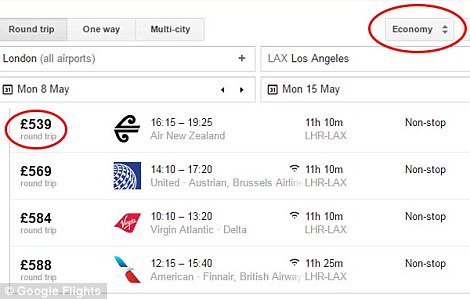 Round trip One way Multi-city Economy
London (all airports) + LAX Los Angeles
31 Mon 8 May 31 Mon 15 May
£539 16:15 – 19:25 11h 10m Non-stop
round trip Air New Zealand LHR-LAX
£569 14:10 – 17:20 11h 10m Non-stop
round trip United · Austrian, Brussels Airlin LHR-LAX
£584 10:10 – 13:20 11h 10m Non-stop
round trip Virgin Atlantic · Delta LHR-LAX
£588 12:15 – 15:40 11h 25m Non-stop
round trip American · Finnair, British Airway LHR-LAX
© Google Flights